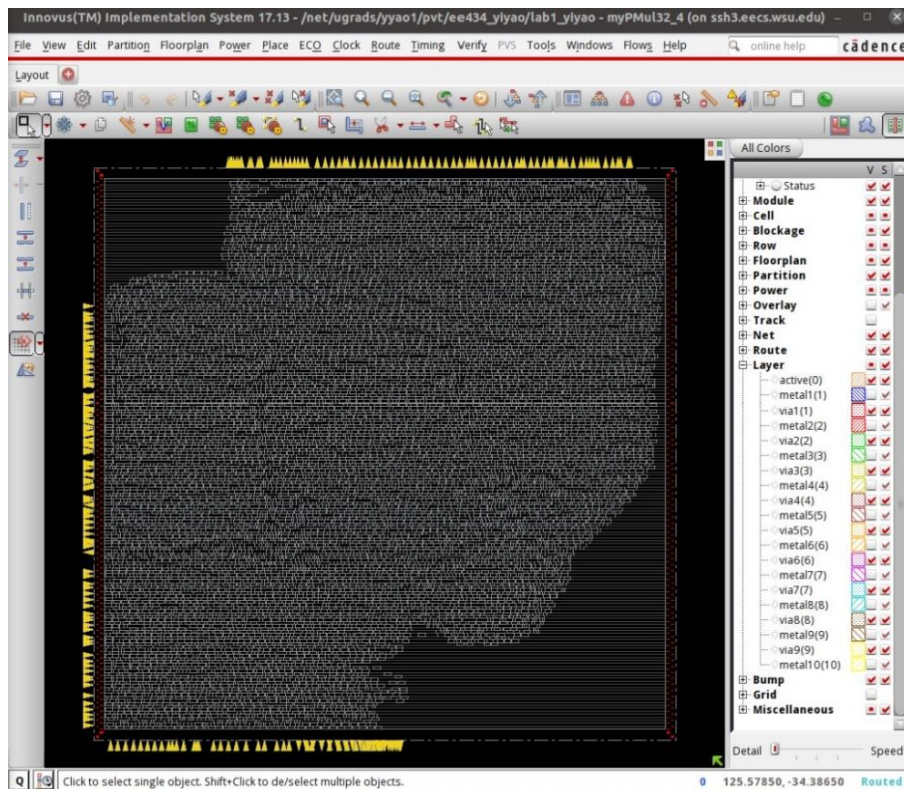 Innovus(TM) Implementation System 17.13 - /net/ugrads/yyao1/pvt/ee434_yiyao/lab1_yiyao - myPMul32_4 (on ssh3.eecs.wsu.edu)
File View Edit Partition Floorplan Power Place ECO Clock Route Timing Verify PVS Tools Windows Flows Help online help cādence
Layout
All Colors
V S
Status
Module
Cell
Blockage
Row
Floorplan
Partition
Power
Overlay
Track
Net
Route
Layer
active(0)
metal1(1)
via1(1)
metal2(2)
via2(2)
metal3(3)
via3(3)
metal4(4)
via4(4)
metal5(5)
via5(5)
metal6(6)
via6(6)
metal7(7)
via7(7)
metal8(8)
via8(8)
metal9(9)
via9(9)
metal10(10)
Bump
Grid
Miscellaneous
Detail Speed
Q Click to select single object. Shift+Click to de/select multiple objects. 0 125.57850, -34.38650 Routed